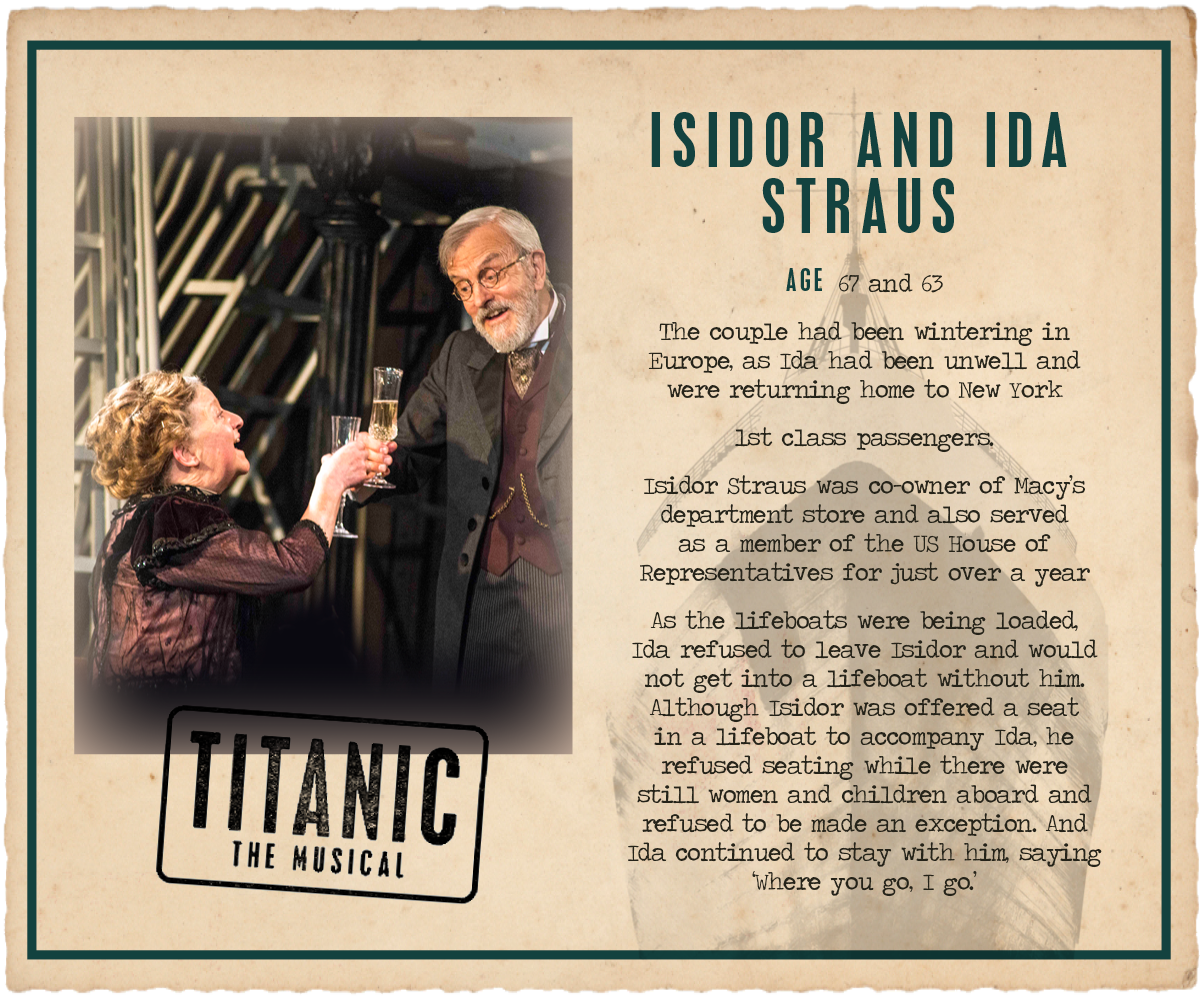 ISIDOR AND IDA
STRAUS
AGE 67 and 63
The couple had been wintering in
Europe, as Ida had been unwell and
were returning home to New York
1st class passengers.
Isidor Straus was co-owner of Macy's
department store and also served
as a member of the US House of
Representatives for just over a year
As the lifeboats were being loaded,
Ida refused to leave Isidor and would
not get into a lifeboat without him.
Although Isidor was offered a seat
in a lifeboat to accompany Ida, he
refused seating while there were
still women and children aboard and
refused to be made an exception. And
Ida continued to stay with him, saying
'Where you go, I go.'
TITANIC
THE MUSICAL